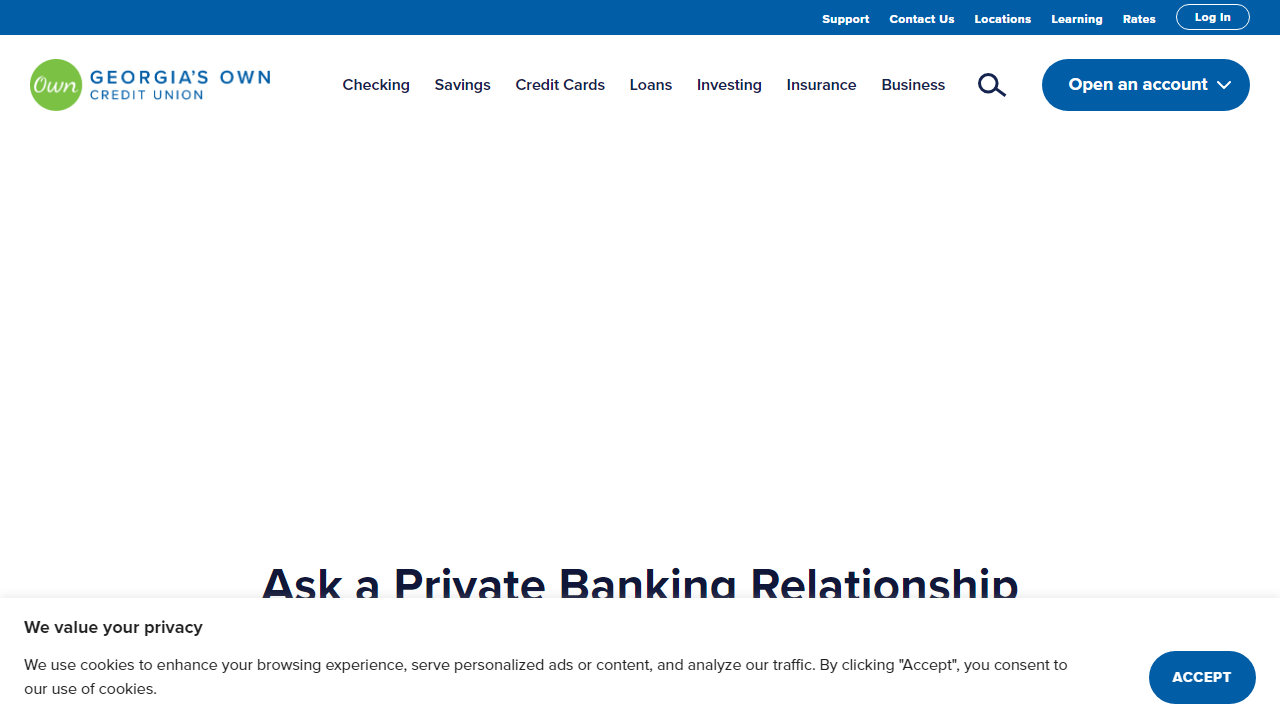 Support Contact Us Locations Learning Rates Log In
Own GEORGIA'S OWN
CREDIT UNION
Checking Savings Credit Cards Loans Investing Insurance Business Open an account
Ask a Private Banking Relationship
We value your privacy
We use cookies to enhance your browsing experience, serve personalized ads or content, and analyze our traffic. By clicking "Accept", you consent to
our use of cookies.
ACCEPT